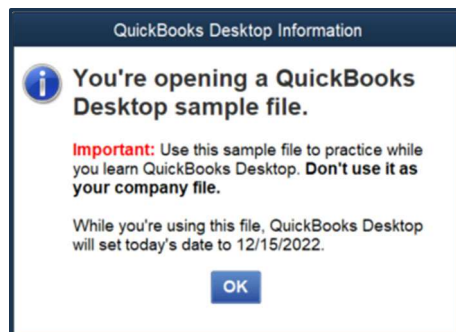 QuickBooks Desktop Information
You're opening a QuickBooks
Desktop sample file.
Important: Use this sample file to practice while
you learn QuickBooks Desktop. Don't use it as
your company file.
While you're using this file, QuickBooks Desktop
will set today's date to 12/15/2022.
OK